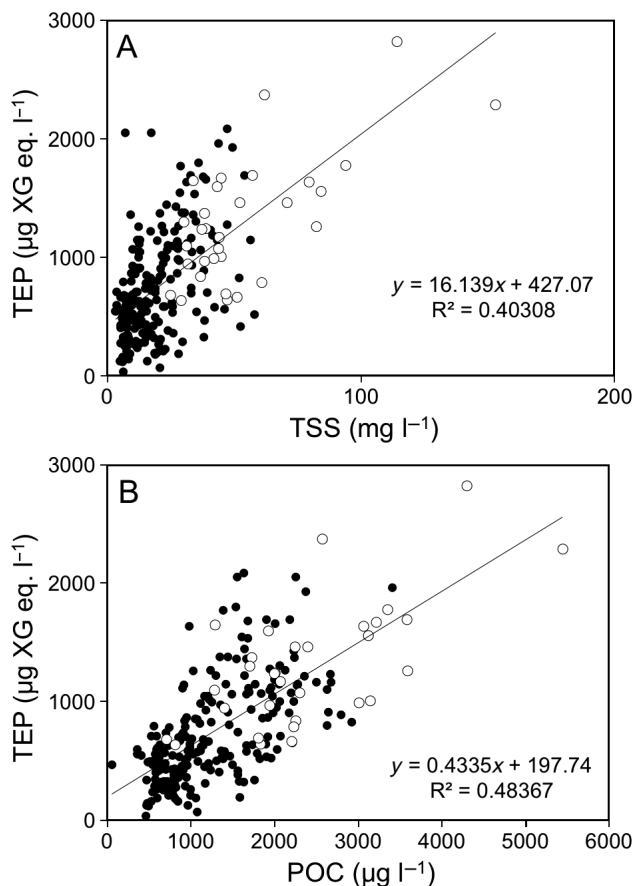 A
3000
2000
1000
0
TEP (µg XG eq. l⁻¹)
y = 16.139x + 427.07
R² = 0.40308
0 100 200
TSS (mg l⁻¹)
B
3000
2000
1000
0
TEP (µg XG eq. l⁻¹)
y = 0.4335x + 197.74
R² = 0.48367
0 1000 2000 3000 4000 5000 6000
POC (µg l⁻¹)